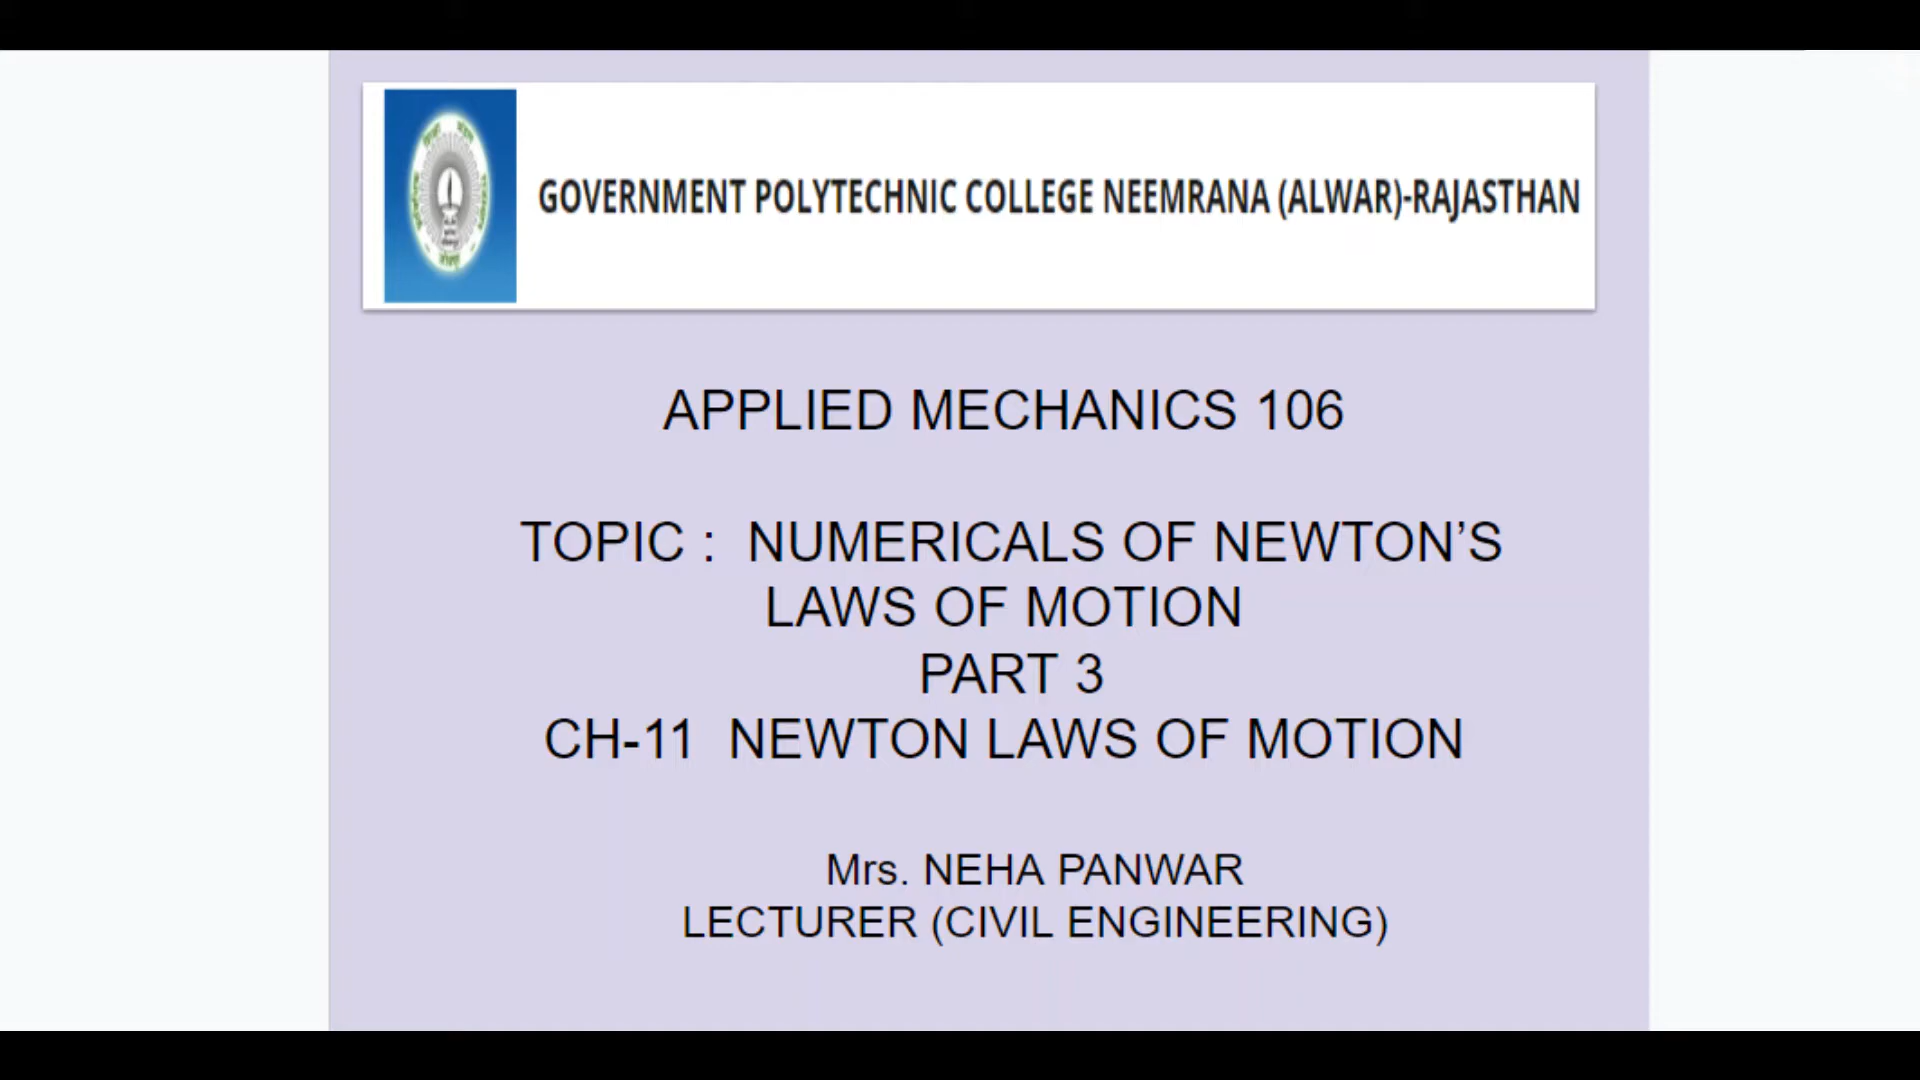 GOVERNMENT POLYTECHNIC COLLEGE NEEMRANA (ALWAR)-RAJASTHAN
APPLIED MECHANICS 106
TOPIC : NUMERICALS OF NEWTON’S
LAWS OF MOTION
PART 3
CH-11 NEWTON LAWS OF MOTION
Mrs. NEHA PANWAR
LECTURER (CIVIL ENGINEERING)